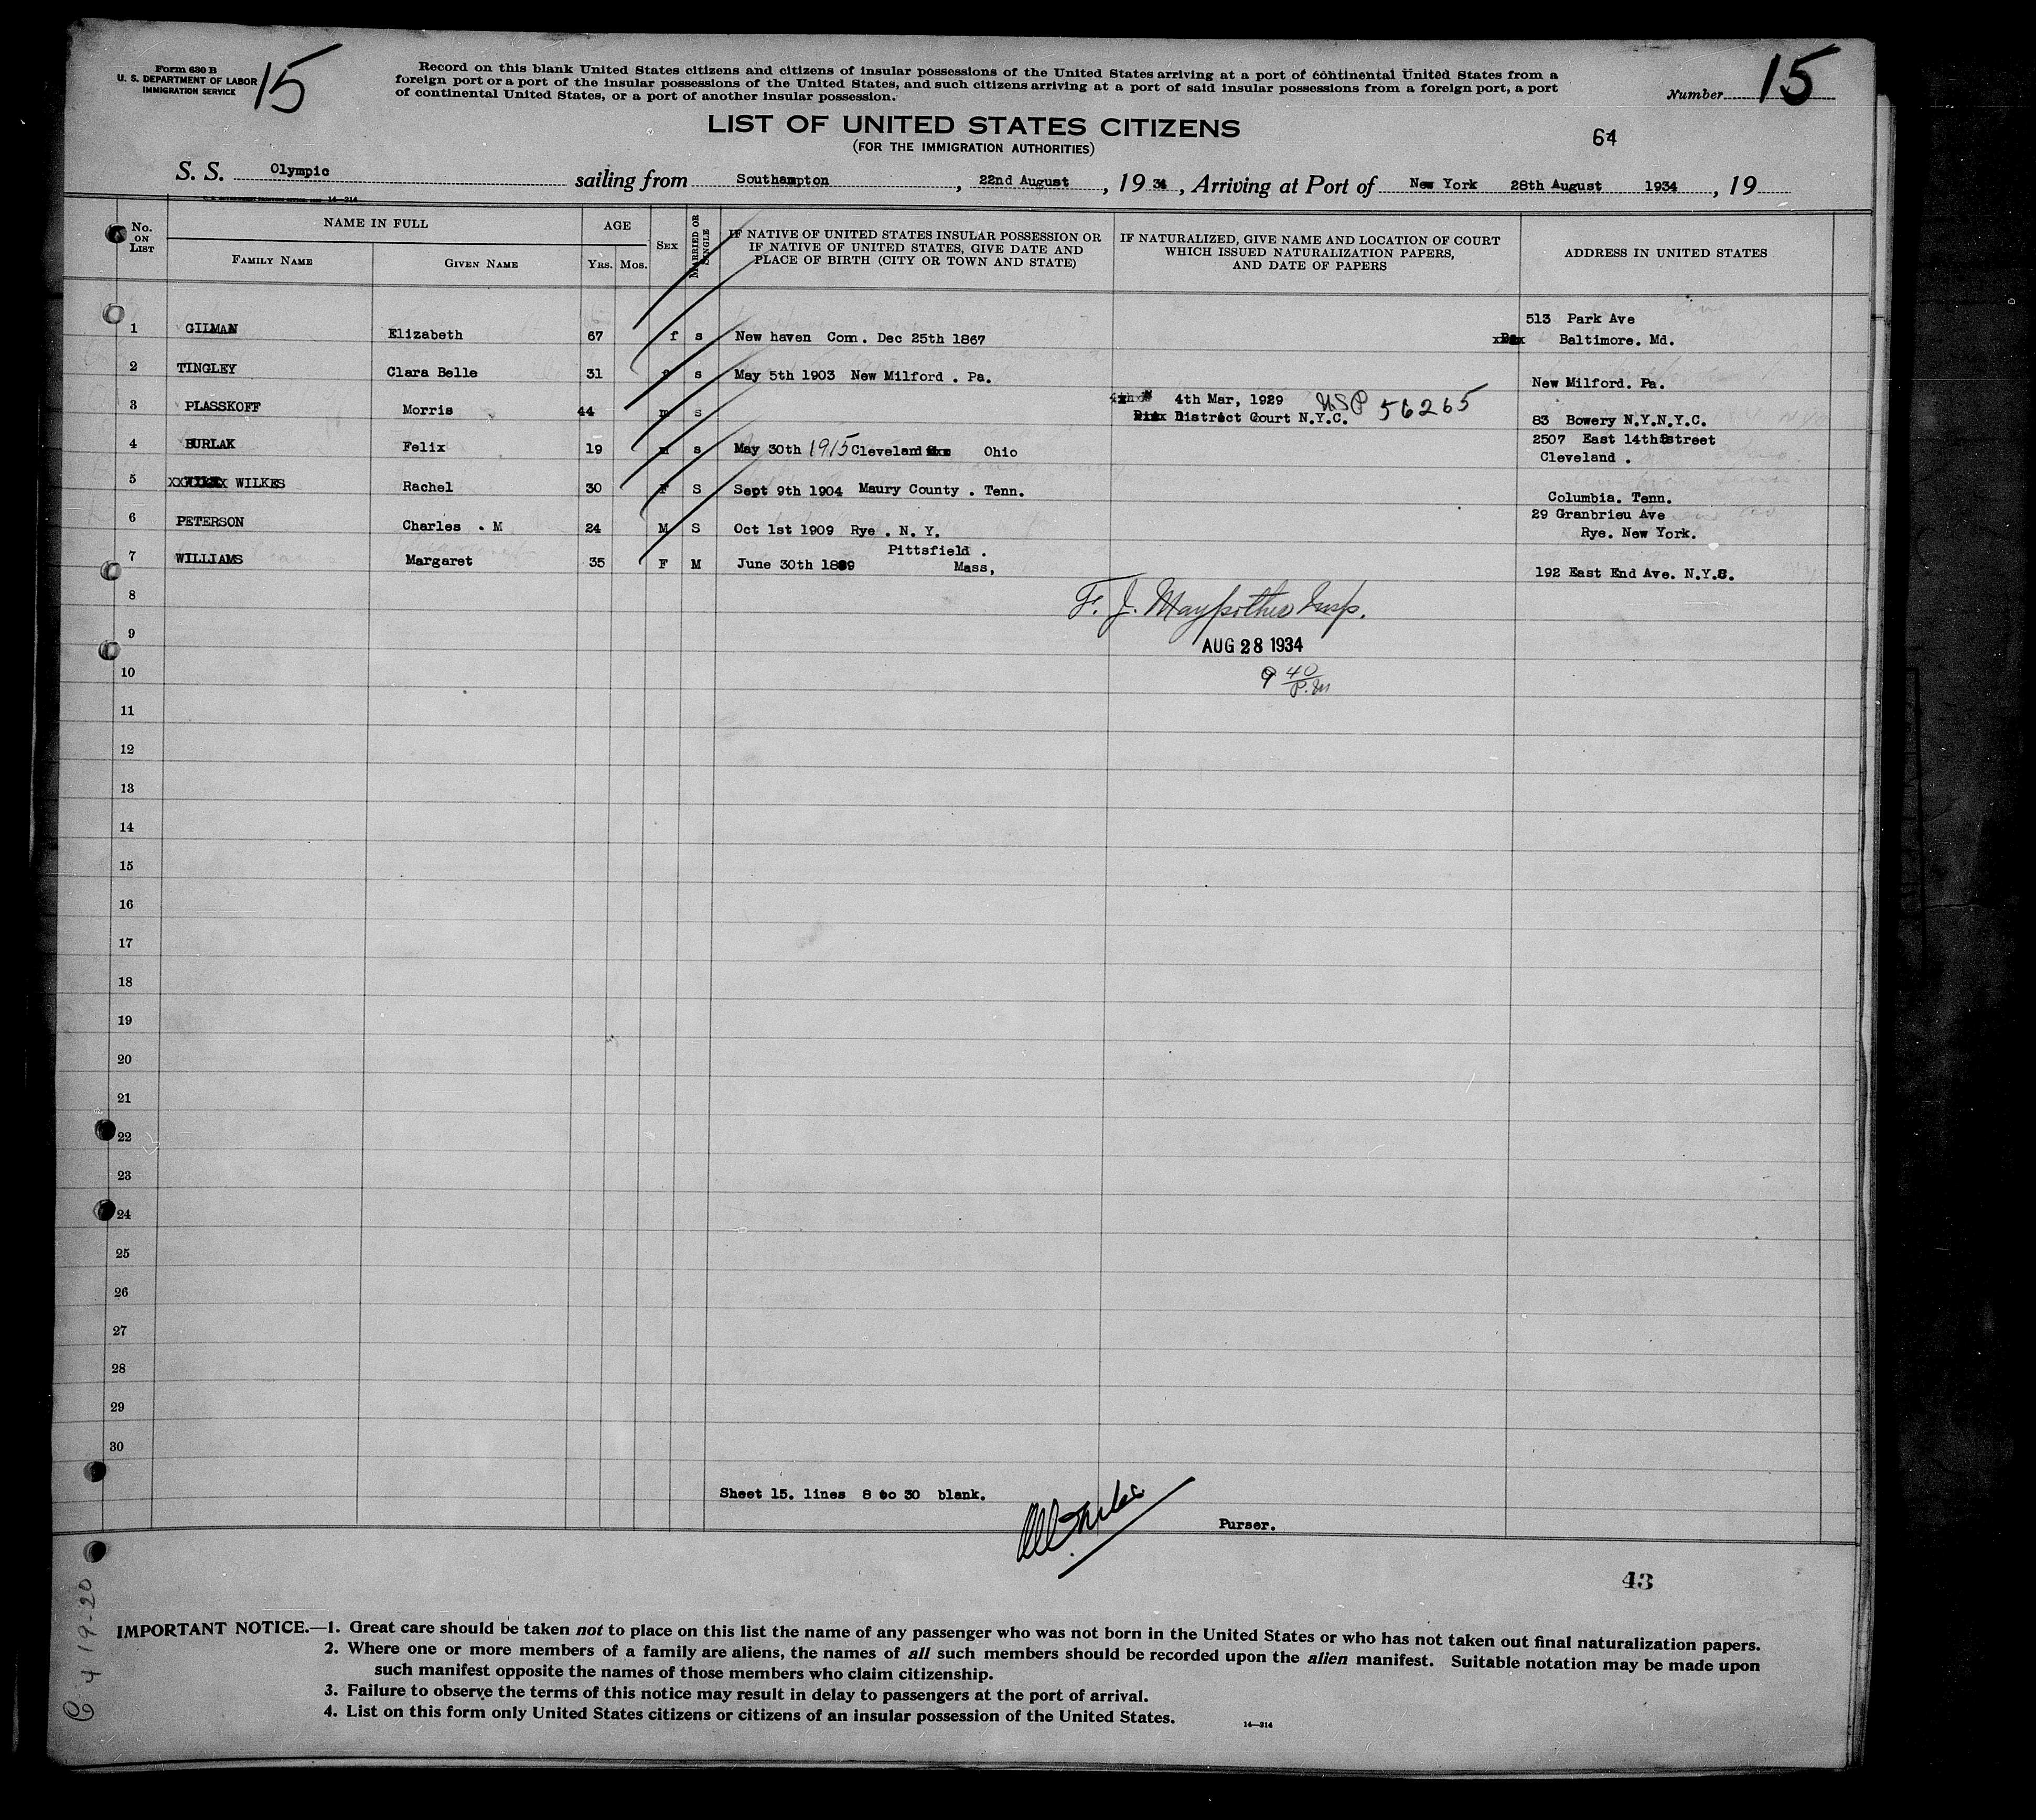 Form 630 B
U. S. DEPARTMENT OF LABOR
IMMIGRATION SERVICE
15
Record on this blank United States citizens and citizens of insular possessions of the United States arriving at a port of continental United States from a
foreign port or a port of the insular possessions of the United States, and such citizens arriving at a port of said insular possessions from a foreign port, a port
of continental United States, or a port of another insular possession.
Number 15
LIST OF UNITED STATES CITIZENS
(FOR THE IMMIGRATION AUTHORITIES)
64
S. S. Olympic sailing from Southampton, 22nd August, 1934, Arriving at Port of New York 28th August 1934, 19
No. ON LIST
NAME IN FULL
FAMILY NAME GIVEN NAME
AGE
YRS. MOS.
SEX
MARRIED OR SINGLE
IF NATIVE OF UNITED STATES INSULAR POSSESSION OR
IF NATIVE OF UNITED STATES, GIVE DATE AND
PLACE OF BIRTH (CITY OR TOWN AND STATE)
IF NATURALIZED, GIVE NAME AND LOCATION OF COURT
WHICH ISSUED NATURALIZATION PAPERS,
AND DATE OF PAPERS
ADDRESS IN UNITED STATES
513 Park Ave
1 GILMAN Elizabeth 67 f s New haven Con. Dec 25th 1867 Baltimore. Md.
2 TINGLEY Clara Belle 31 f s May 5th 1903 New Milford . Pa. New Milford. Pa.
4th Mar, 1929 USP 56265
3 PLASSKOFF Morris 44 m s District Court N.Y.C. 83 Bowery N.Y.N.Y.C.
2507 East 14th Street
4 BURLAK Felix 19 m s May 30th 1915 Cleveland Ohio Cleveland .
5 WILKES Rachel 30 F S Sept 9th 1904 Maury County . Tenn. Columbia. Tenn.
29 Granbrieu Ave
6 PETERSON Charles . M 24 M S Oct 1st 1909 Rye . N. Y. Rye. New York.
Pittsfield .
7 WILLIAMS Margaret 35 F M June 30th 1899 Mass, 192 East End Ave. N.Y.C.
8
F. J. Maypother Insp.
9
AUG 28 1934
10
9 40 P.M
11
12
13
14
15
16
17
18
19
20
21
22
23
24
25
26
27
28
29
30
Sheet 15. lines 8 to 30 blank.
Purser.
43
C 4 19-20
IMPORTANT NOTICE.—1. Great care should be taken not to place on this list the name of any passenger who was not born in the United States or who has not taken out final naturalization papers.
2. Where one or more members of a family are aliens, the names of all such members should be recorded upon the alien manifest. Suitable notation may be made upon
such manifest opposite the names of those members who claim citizenship.
3. Failure to observe the terms of this notice may result in delay to passengers at the port of arrival.
4. List on this form only United States citizens or citizens of an insular possession of the United States.
14—214